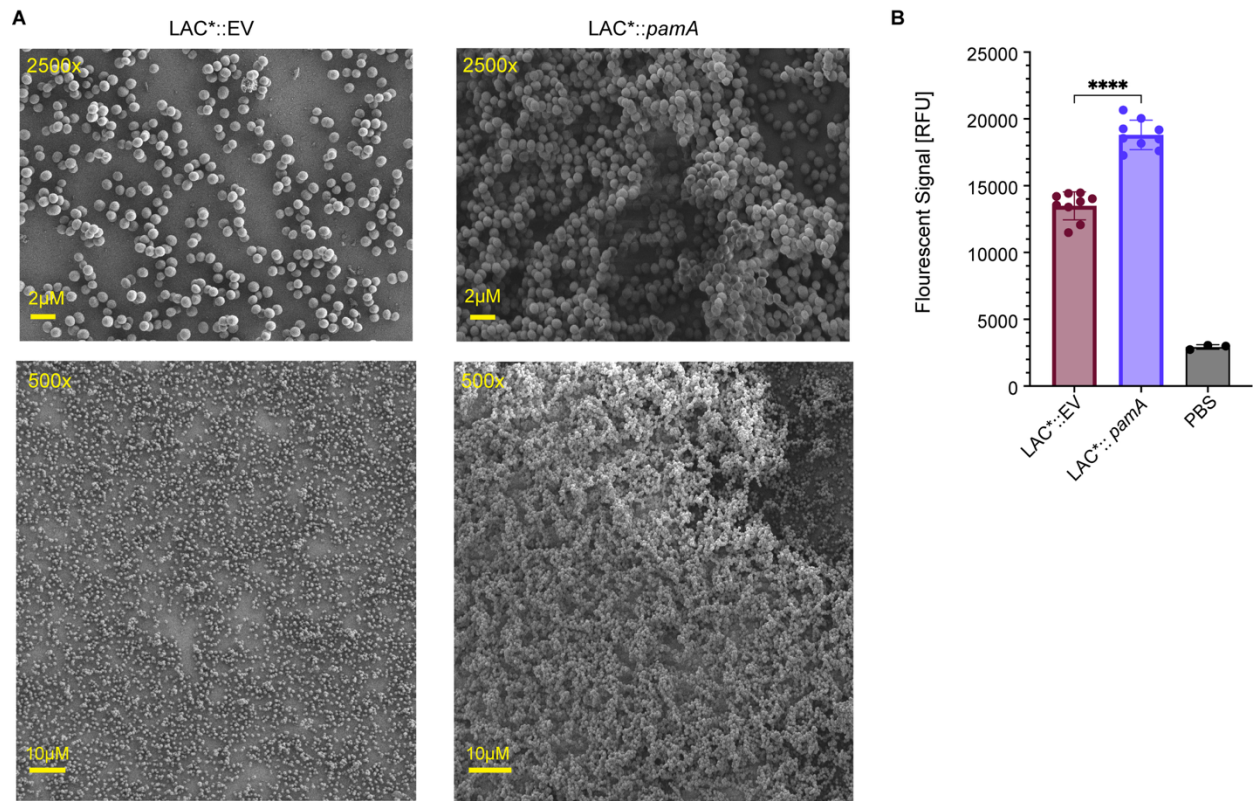 A
LAC*::EV
LAC*::pamA
2500x
2µM
2500x
2µM
500x
10µM
500x
10µM
B
25000
20000
15000
10000
5000
0
Flourescent Signal [RFU]
****
LAC*::EV
LAC*:: pamA
PBS